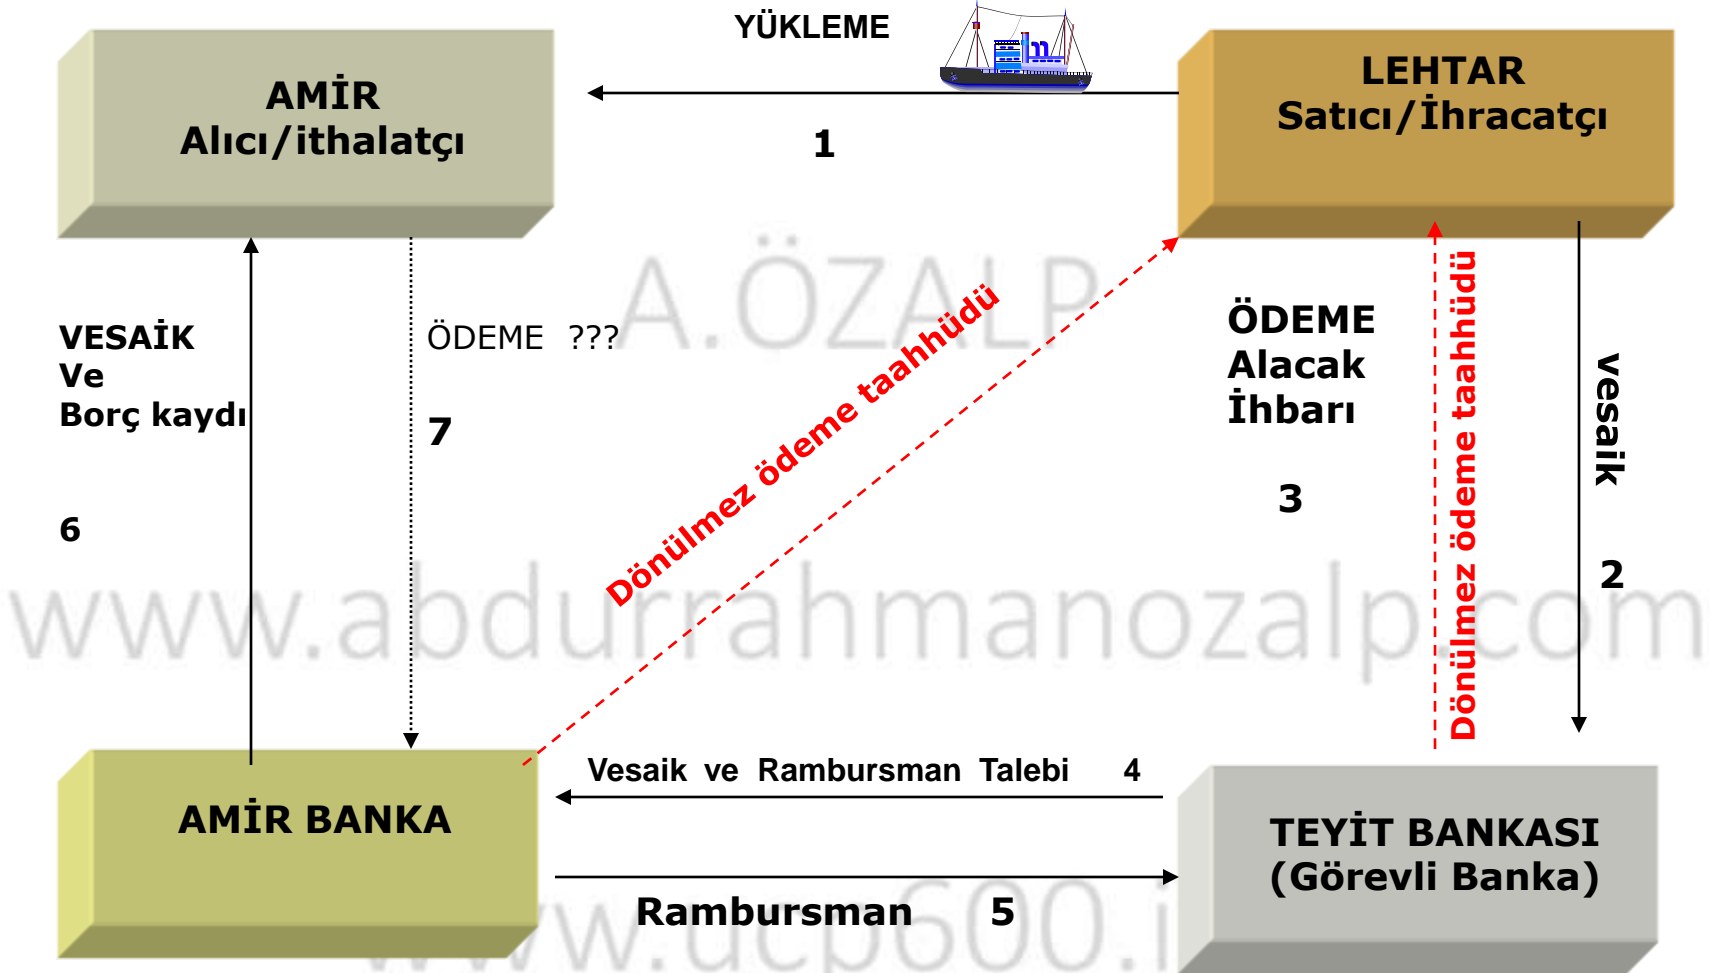 YÜKLEME
AMİR
Alıcı/ithalatçı
LEHTAR
Satıcı/İhracatçı
1
A.ÖZALP
VESAİK
Ve
Borç kaydı
6
ÖDEME ???
7
Dönülmez ödeme taahhüdü
ÖDEME
Alacak
İhbarı
3
Dönülmez ödeme taahhüdü
vesaik
2
www.abdurrahmanozalp.com
Vesaik ve Rambursman Talebi 4
AMİR BANKA
TEYİT BANKASI
(Görevli Banka)
Rambursman 5
www.ucp600.i